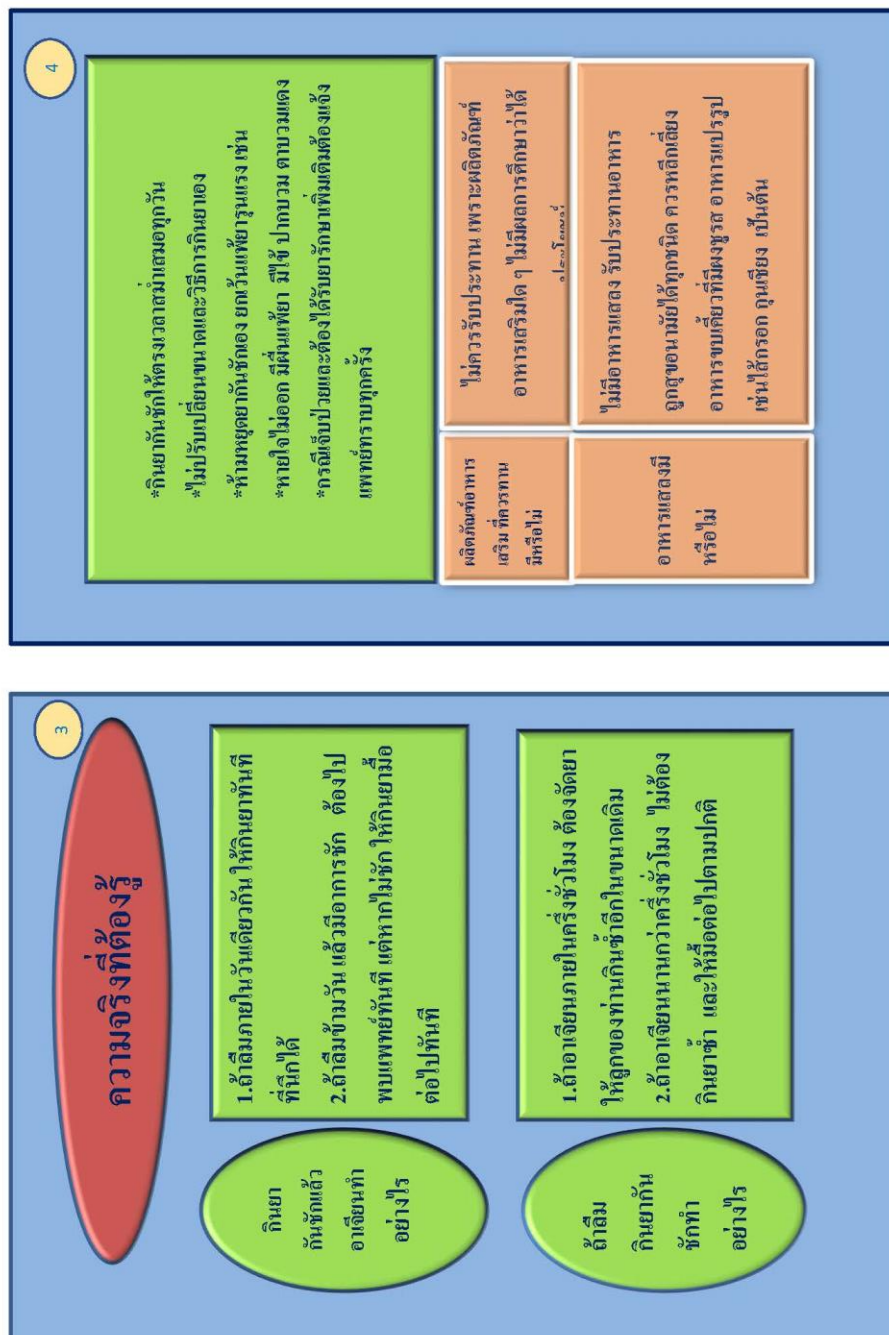 3
ความจริงที่ต้องรู้
กินยา
กันชักแล้ว
อาเจียนทำ
อย่างไร
1.ถ้าลืมภายในวันเดียวกัน ให้กินยาทันที
ที่นึกได้
2.ถ้าลืมข้ามวัน แล้วมีอาการชัก ต้องไป
พบแพทย์ทันที แต่หากไม่ชัก ให้กินยามื้อ
ต่อไปทันที
ถ้าลืม
กินยากัน
ชักทำ
อย่างไร
1.ถ้าอาเจียนภายในครึ่งชั่วโมง ต้องจัดยา
ให้ลูกของท่านกินซ้ำอีกในขนาดเดิม
2.ถ้าอาเจียนนานกว่าครึ่งชั่วโมง ไม่ต้อง
กินยาซ้ำ และให้มื้อต่อไปตามปกติ
4
*กินยากันชักให้ตรงเวลาสม่ำเสมอทุกวัน
*ไม่ปรับเปลี่ยนขนาดและวิธีการกินยาเอง
*ห้ามหยุดยากันชักเอง ยกเว้นแพ้ยารุนแรง เช่น
*หายใจไม่ออก มีผื่นแพ้ยา มีไข้ ปากบวม ตาบวมแดง
*กรณีเจ็บป่วยและต้องได้รับยารักษาเพิ่มเติมต้องแจ้ง
แพทย์ทราบทุกครั้ง
ผลิตภัณฑ์อาหาร
เสริม ที่ควรทาน
มีหรือไม่
ไม่ควรรับประทาน เพราะผลิตภัณฑ์
อาหารเสริมใด ๆ ไม่มีผลการศึกษาว่าได้
ประโยชน์
อาหารแสลงมี
หรือไม่
ไม่มีอาหารแสลง รับประทานอาหาร
ถูกสุขอนามัยได้ทุกชนิด ควรหลีกเลี่ยง
อาหารขบเคี้ยวที่มีผงชูรส อาหารแปรรูป
เช่นไส้กรอก กุนเชียง เป็นต้น